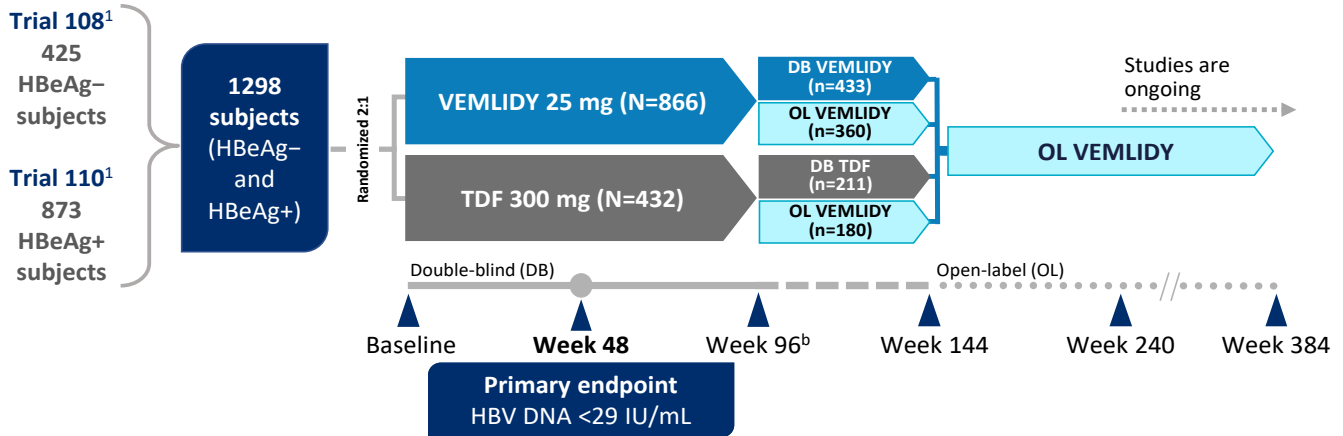 Trial 108¹
425
HBeAg−
subjects
Trial 110¹
873
HBeAg+
subjects
1298
subjects
(HBeAg−
and
HBeAg+)
Randomized 2:1
VEMLIDY 25 mg (N=866)
TDF 300 mg (N=432)
DB VEMLIDY
(n=433)
OL VEMLIDY
(n=360)
DB TDF
(n=211)
OL VEMLIDY
(n=180)
Studies are
ongoing
OL VEMLIDY
Double-blind (DB)
Open-label (OL)
Baseline
Week 48
Week 96ᵇ
Week 144
Week 240
Week 384
Primary endpoint
HBV DNA <29 IU/mL